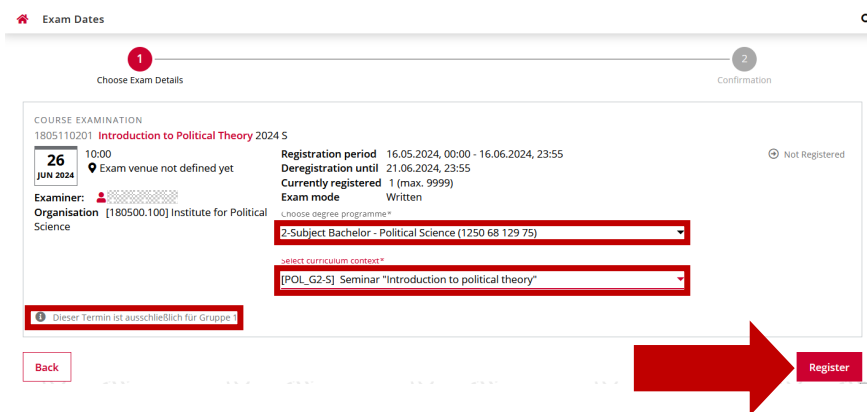 Exam Dates
1
2
Choose Exam Details
Confirmation
COURSE EXAMINATION
1805110201 Introduction to Political Theory 2024 S
26
JUN 2024
10:00
Exam venue not defined yet
Examiner:
Organisation [180500.100] Institute for Political
Science
Registration period 16.05.2024, 00:00 - 16.06.2024, 23:55
Deregistration until 21.06.2024, 23:55
Currently registered 1 (max. 9999)
Exam mode Written
Not Registered
Choose degree programme*
2-Subject Bachelor - Political Science (1250 68 129 75)
Select curriculum context*
[POL_G2-S] Seminar "Introduction to political theory"
Dieser Termin ist ausschließlich für Gruppe 1
Back
Register